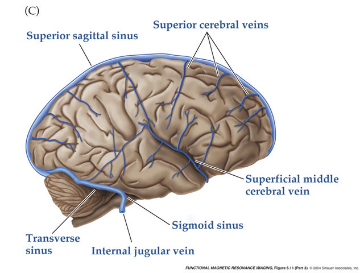 (C)
Superior cerebral veins
Superior sagittal sinus
Superficial middle
cerebral vein
Sigmoid sinus
Transverse
sinus
Internal jugular vein
FUNCTIONAL MAGNETIC RESONANCE IMAGING, Figure 6.1 (Part 3) © 2004 Sinauer Associates, Inc.